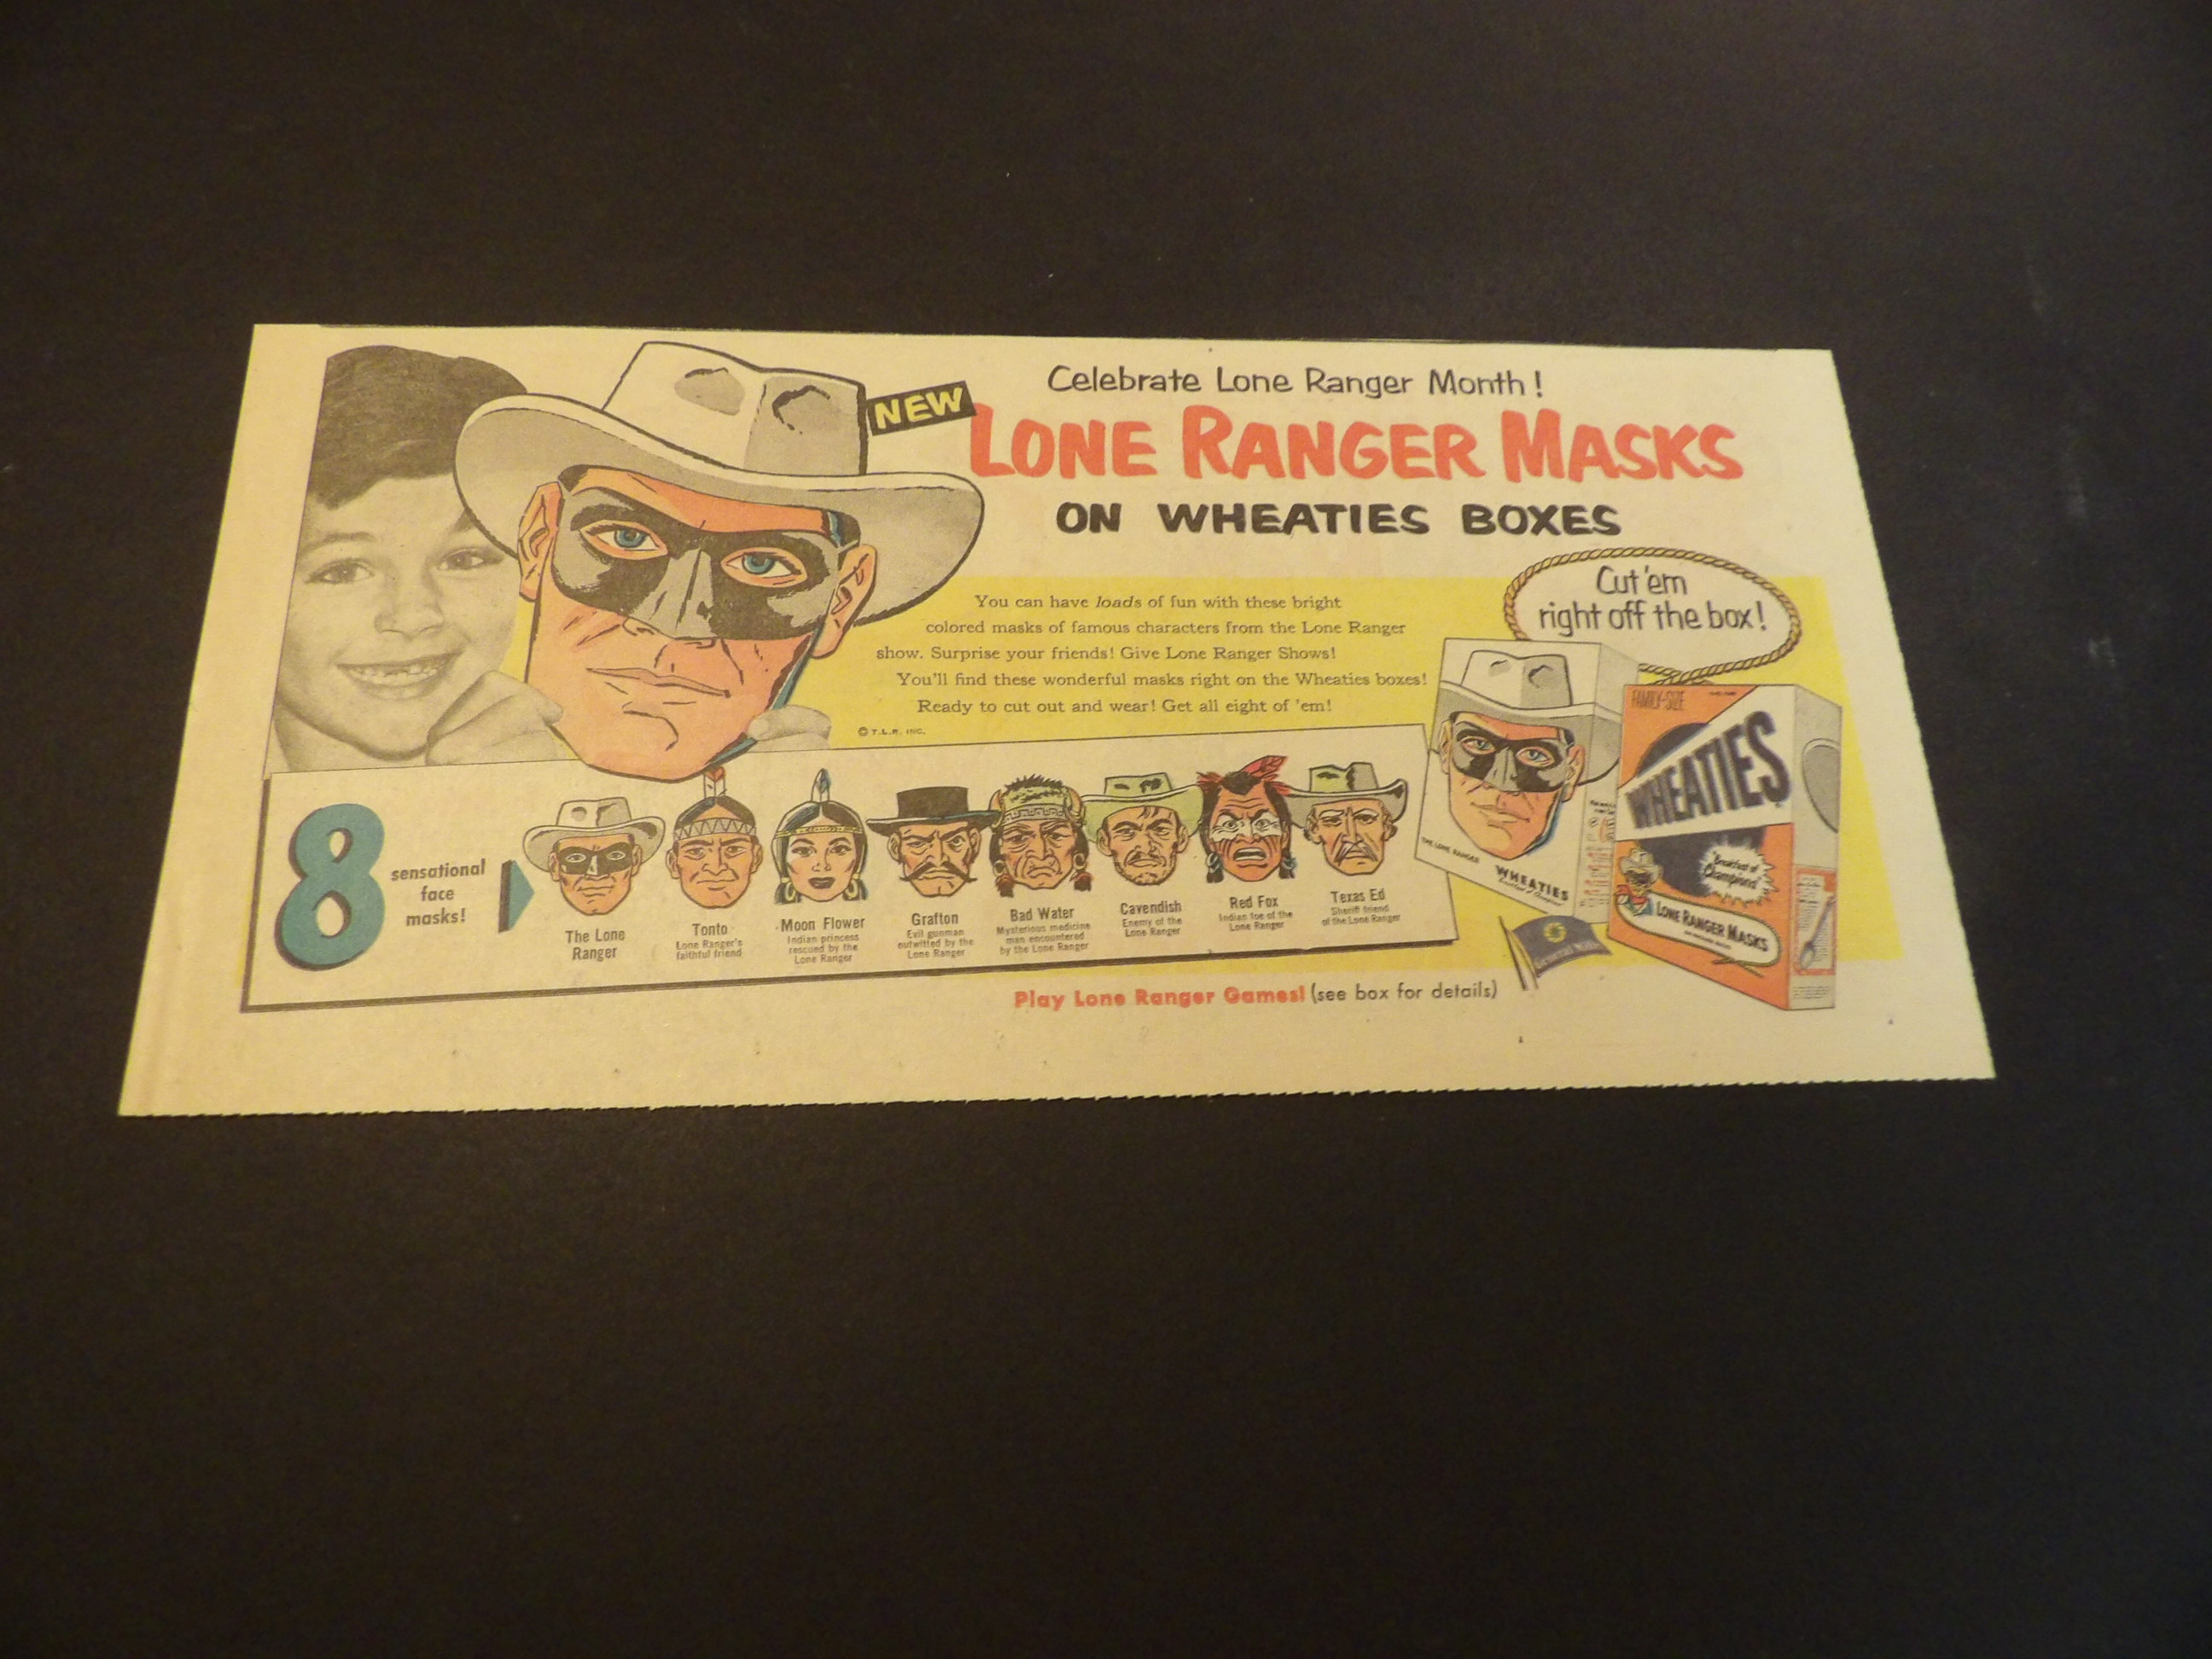 Celebrate Lone Ranger Month!
NEW
LONE RANGER MASKS
ON WHEATIES BOXES
You can have loads of fun with these bright
colored masks of famous characters from the Lone Ranger
show. Surprise your friends! Give Lone Ranger Shows!
You'll find these wonderful masks right on the Wheaties boxes!
Ready to cut out and wear! Get all eight of 'em!
© T.L.R. INC.
Cut 'em
right off the box!
THE LONE RANGER
WHEATIES
FAMILY-SIZE
WHEATIES
"Breakfast of
Champions"
LONE RANGER MASKS
8
sensational
face
masks!
The Lone
Ranger
Tonto
Lone Ranger's
faithful friend
Moon Flower
Indian princess
rescued by the
Lone Ranger
Grafton
Evil gunman
outwitted by the
Lone Ranger
Bad Water
Mysterious medicine
man encountered
by the Lone Ranger
Cavendish
Enemy of the
Lone Ranger
Red Fox
Indian foe of the
Lone Ranger
Texas Ed
Sheriff friend
of the Lone Ranger
Play Lone Ranger Games! (see box for details)